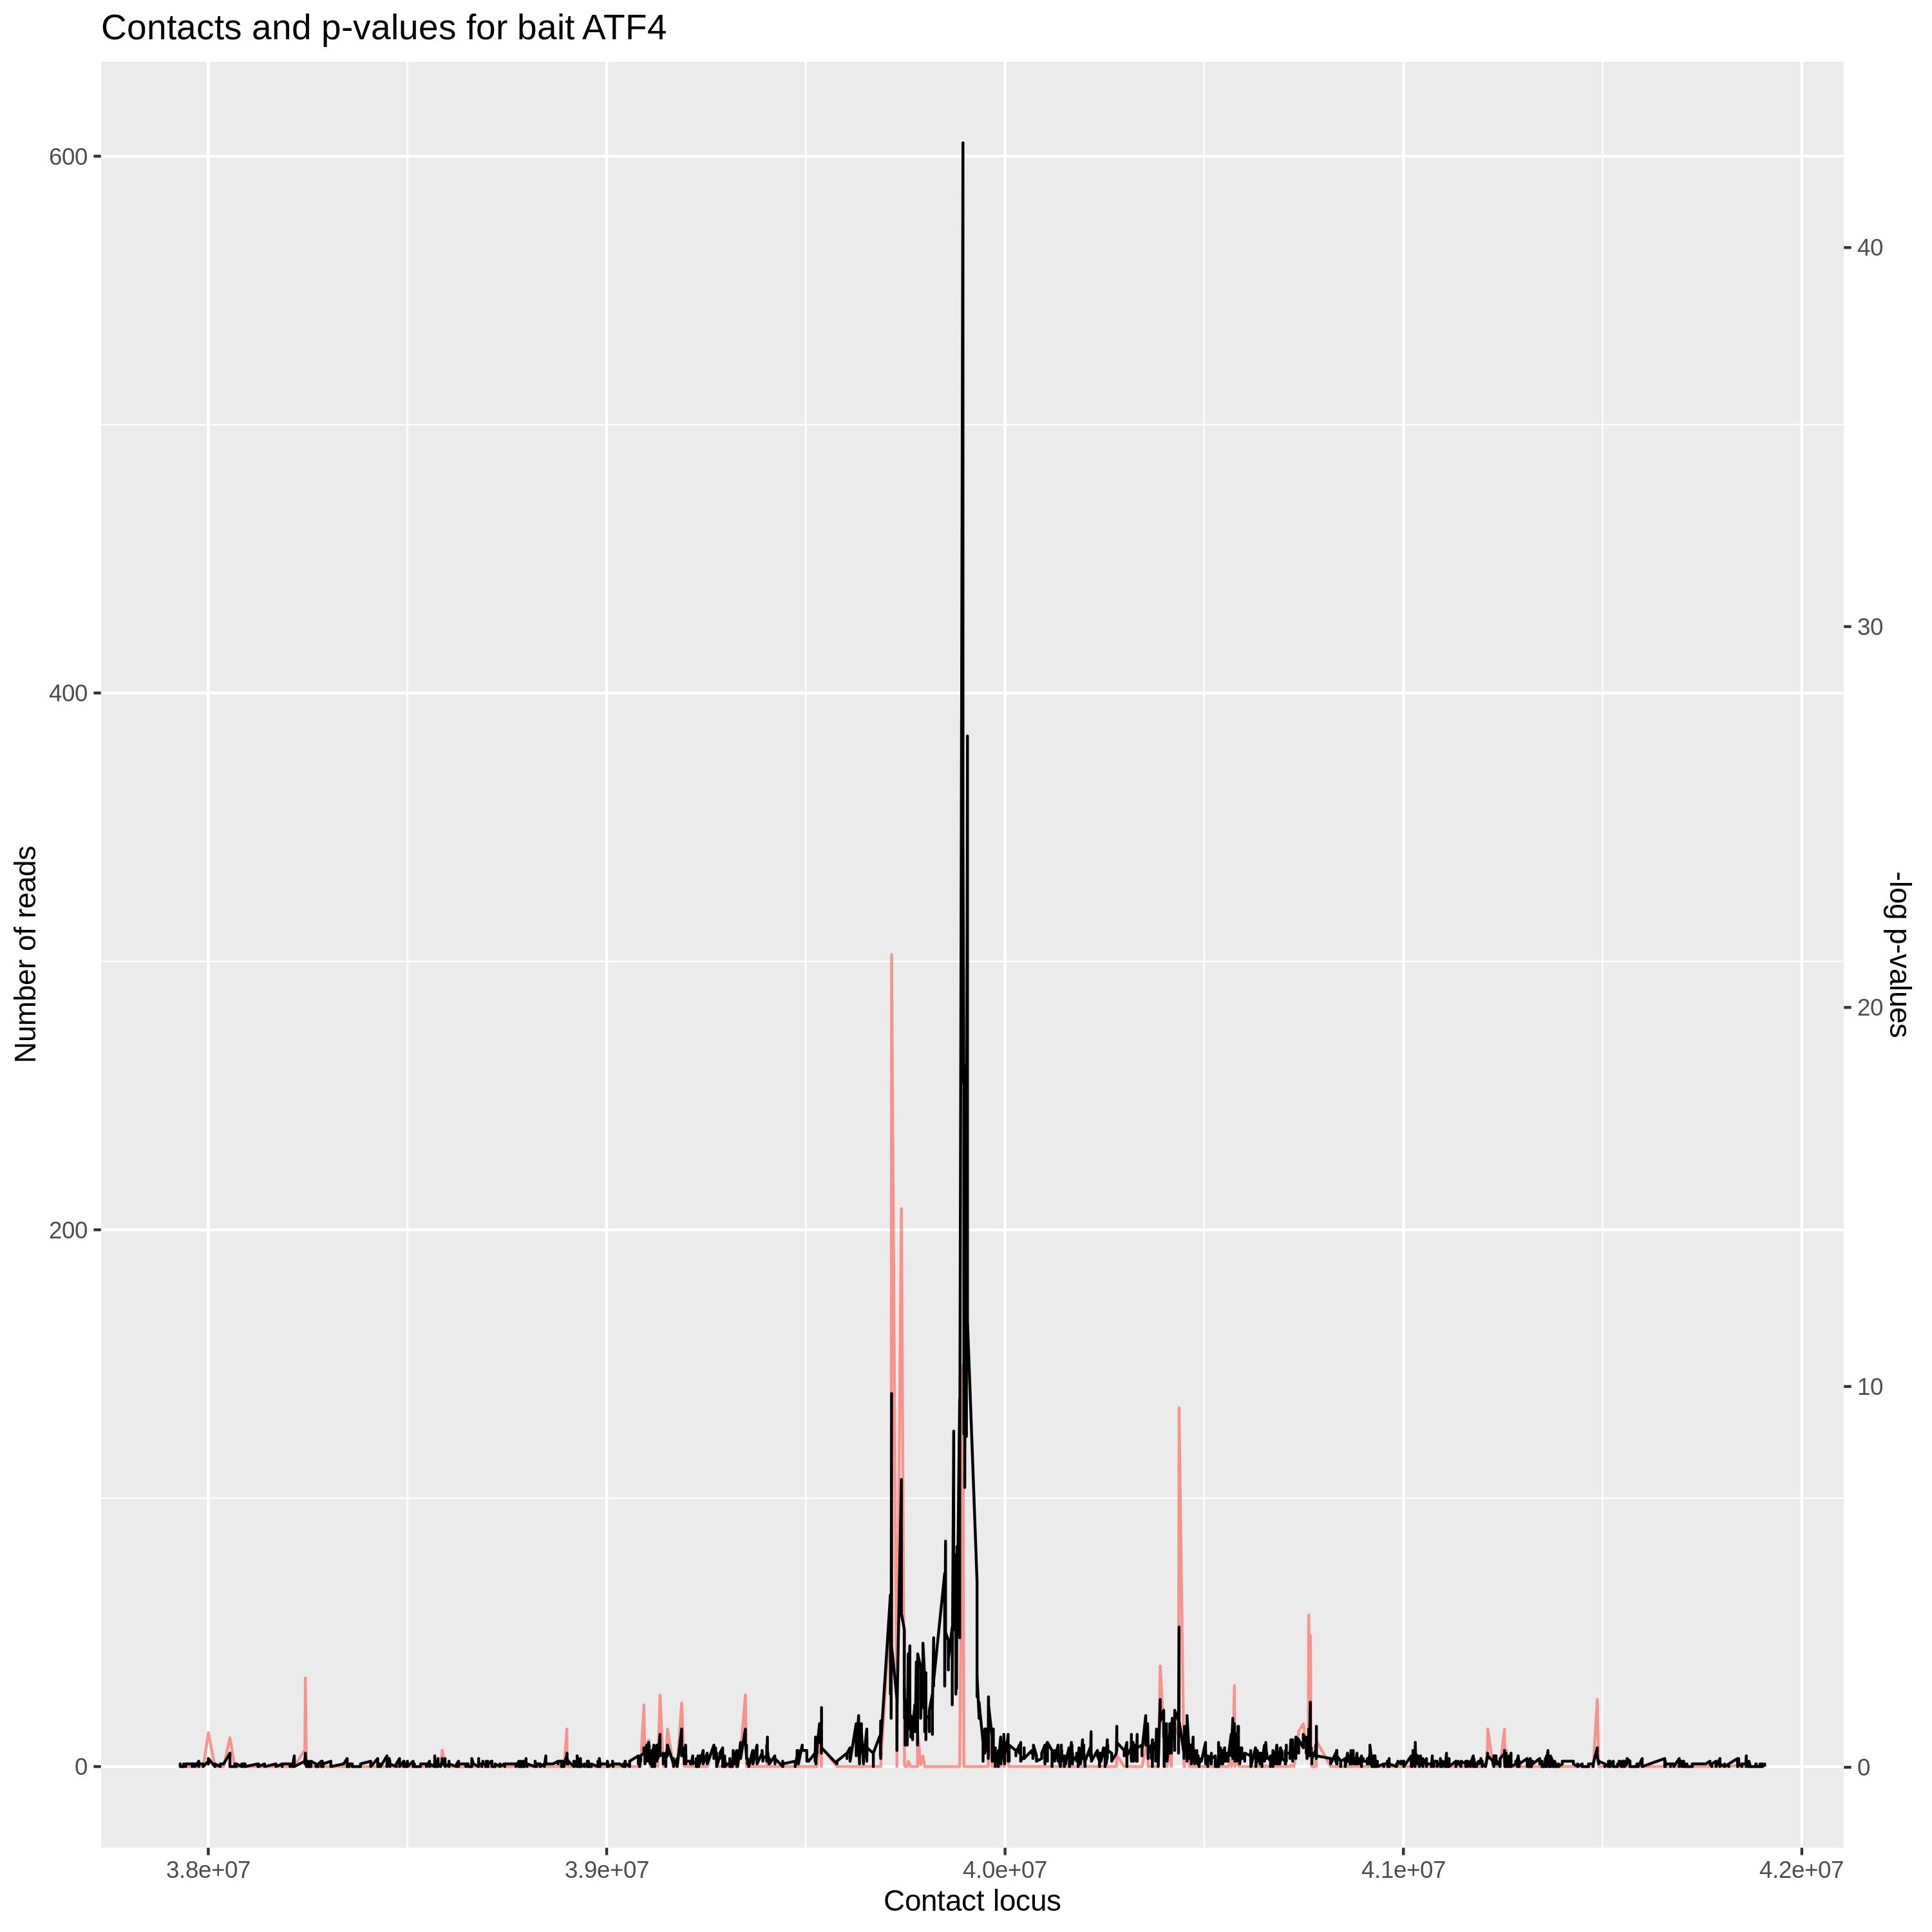 Contacts and p-values for bait ATF4
600
400
200
0
Number of reads
40
30
20
10
0
-log p-values
3.8e+07
3.9e+07
4.0e+07
4.1e+07
4.2e+07
Contact locus